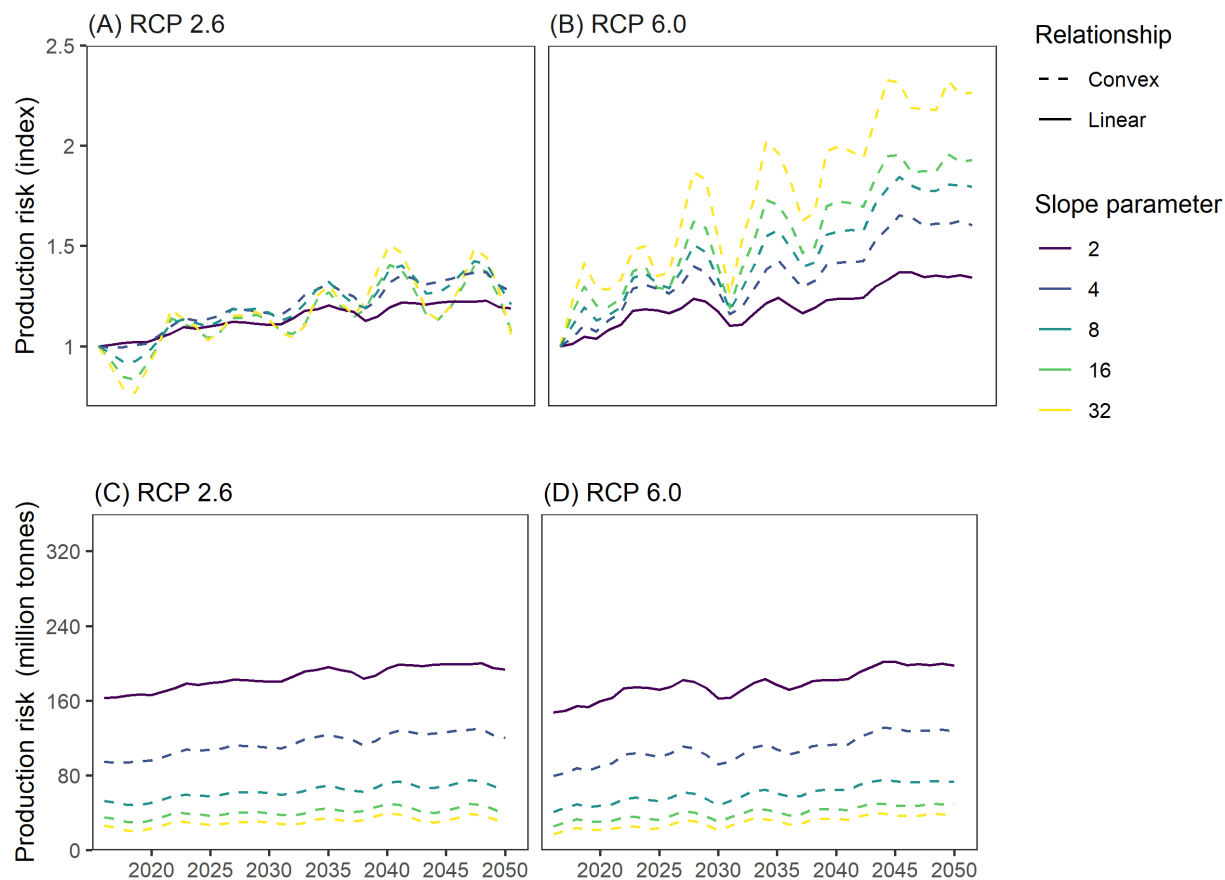 (A) RCP 2.6
(B) RCP 6.0
Production risk (index)
2.5
2
1.5
1
Relationship
Convex
Linear
Slope parameter
2
4
8
16
32
(C) RCP 2.6
(D) RCP 6.0
Production risk (million tonnes)
320
240
160
80
0
2020 2025 2030 2035 2040 2045 2050
2020 2025 2030 2035 2040 2045 2050